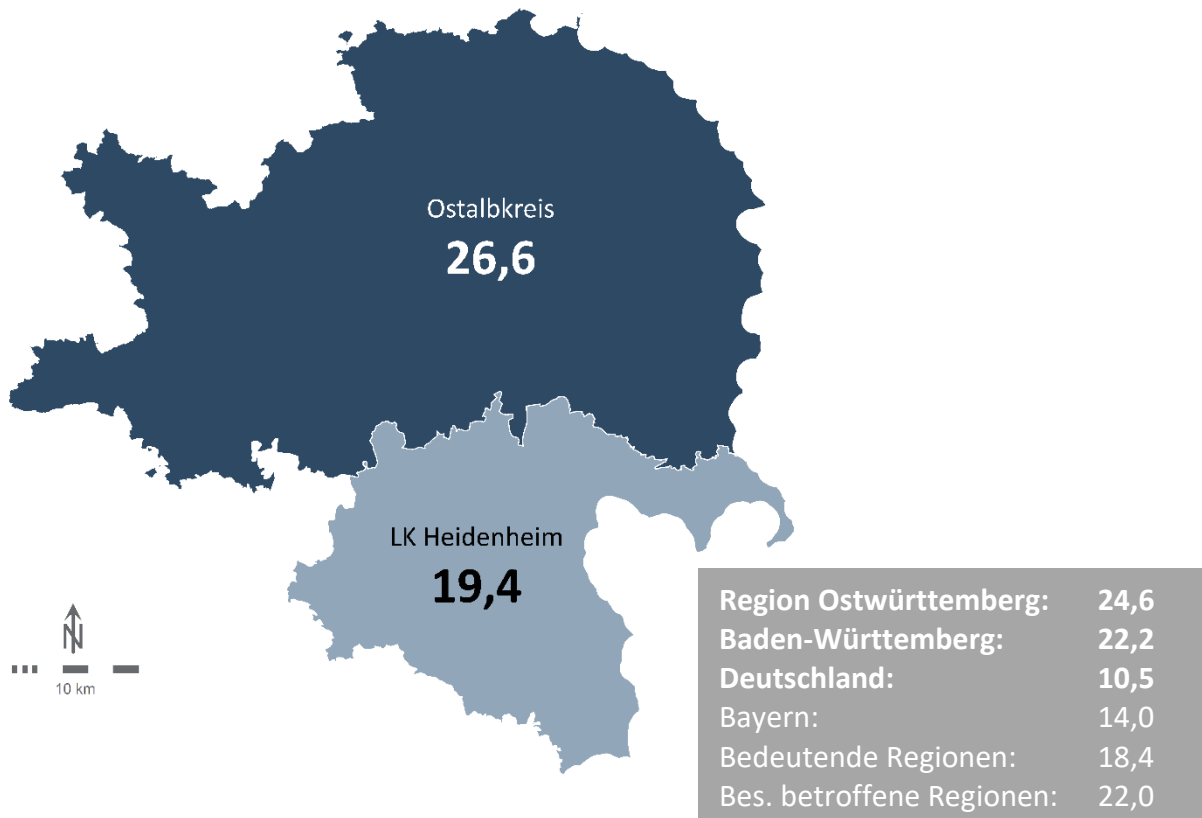 Ostalbkreis
26,6
LK Heidenheim
19,4
N
10 km
Region Ostwürttemberg: 24,6
Baden-Württemberg: 22,2
Deutschland: 10,5
Bayern: 14,0
Bedeutende Regionen: 18,4
Bes. betroffene Regionen: 22,0